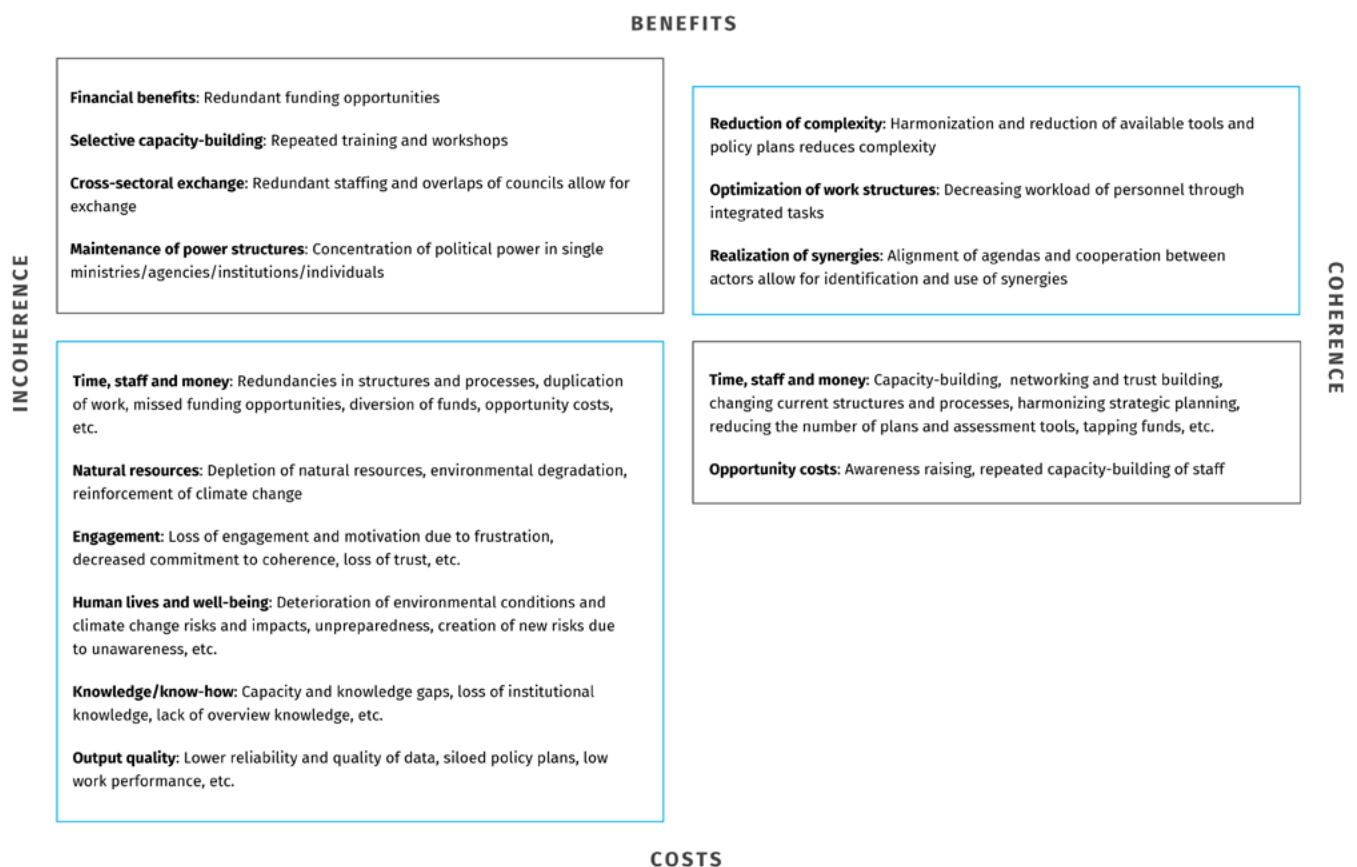 BENEFITS
INCOHERENCE
Financial benefits: Redundant funding opportunities
Selective capacity-building: Repeated training and workshops
Cross-sectoral exchange: Redundant staffing and overlaps of councils allow for
exchange
Maintenance of power structures: Concentration of political power in single
ministries/agencies/institutions/individuals
Reduction of complexity: Harmonization and reduction of available tools and
policy plans reduces complexity
Optimization of work structures: Decreasing workload of personnel through
integrated tasks
Realization of synergies: Alignment of agendas and cooperation between
actors allow for identification and use of synergies
COHERENCE
Time, staff and money: Redundancies in structures and processes, duplication
of work, missed funding opportunities, diversion of funds, opportunity costs,
etc.
Natural resources: Depletion of natural resources, environmental degradation,
reinforcement of climate change
Engagement: Loss of engagement and motivation due to frustration,
decreased commitment to coherence, loss of trust, etc.
Human lives and well-being: Deterioration of environmental conditions and
climate change risks and impacts, unpreparedness, creation of new risks due
to unawareness, etc.
Knowledge/know-how: Capacity and knowledge gaps, loss of institutional
knowledge, lack of overview knowledge, etc.
Output quality: Lower reliability and quality of data, siloed policy plans, low
work performance, etc.
Time, staff and money: Capacity-building, networking and trust building,
changing current structures and processes, harmonizing strategic planning,
reducing the number of plans and assessment tools, tapping funds, etc.
Opportunity costs: Awareness raising, repeated capacity-building of staff
COSTS